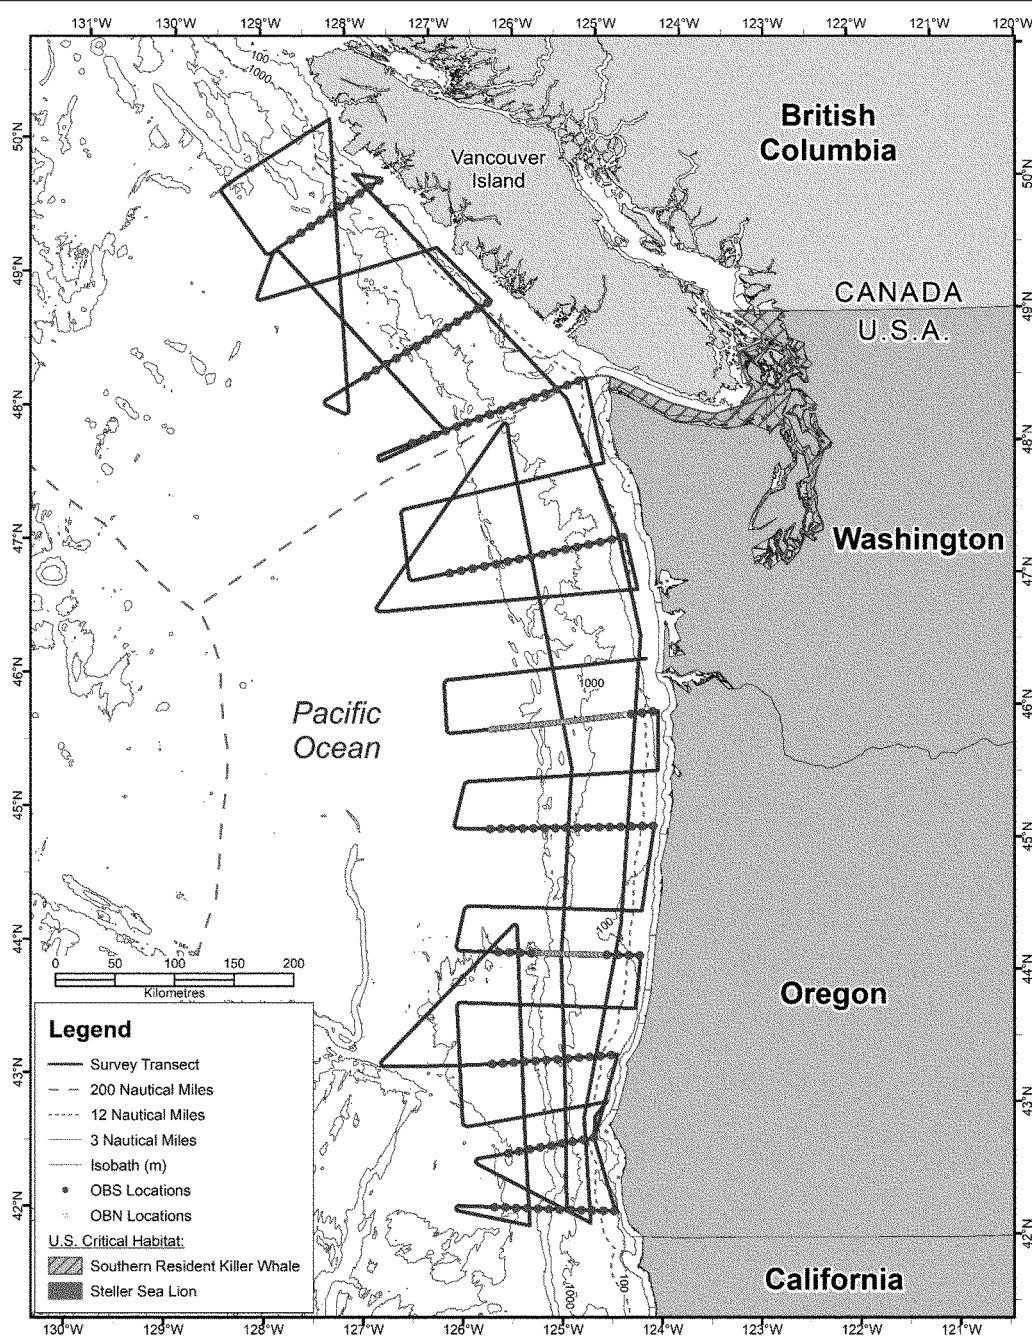 131°W 130°W 129°W 128°W 127°W 126°W 125°W 124°W 123°W 122°W 121°W 120°W
100
1000
British
Columbia
50°N
50°N
Vancouver
Island
49°N
49°N
CANADA
U.S.A.
48°N
48°N
47°N
47°N
Washington
46°N
46°N
1000
Pacific
Ocean
45°N
45°N
44°N
44°N
100
0 50 100 150 200
Kilometres
Oregon
Legend
Survey Transect
200 Nautical Miles
12 Nautical Miles
3 Nautical Miles
Isobath (m)
OBS Locations
OBN Locations
U.S. Critical Habitat:
Southern Resident Killer Whale
Steller Sea Lion
43°N
43°N
42°N
42°N
California
1000
100
130°W 129°W 128°W 127°W 126°W 125°W 124°W 123°W 122°W 121°W